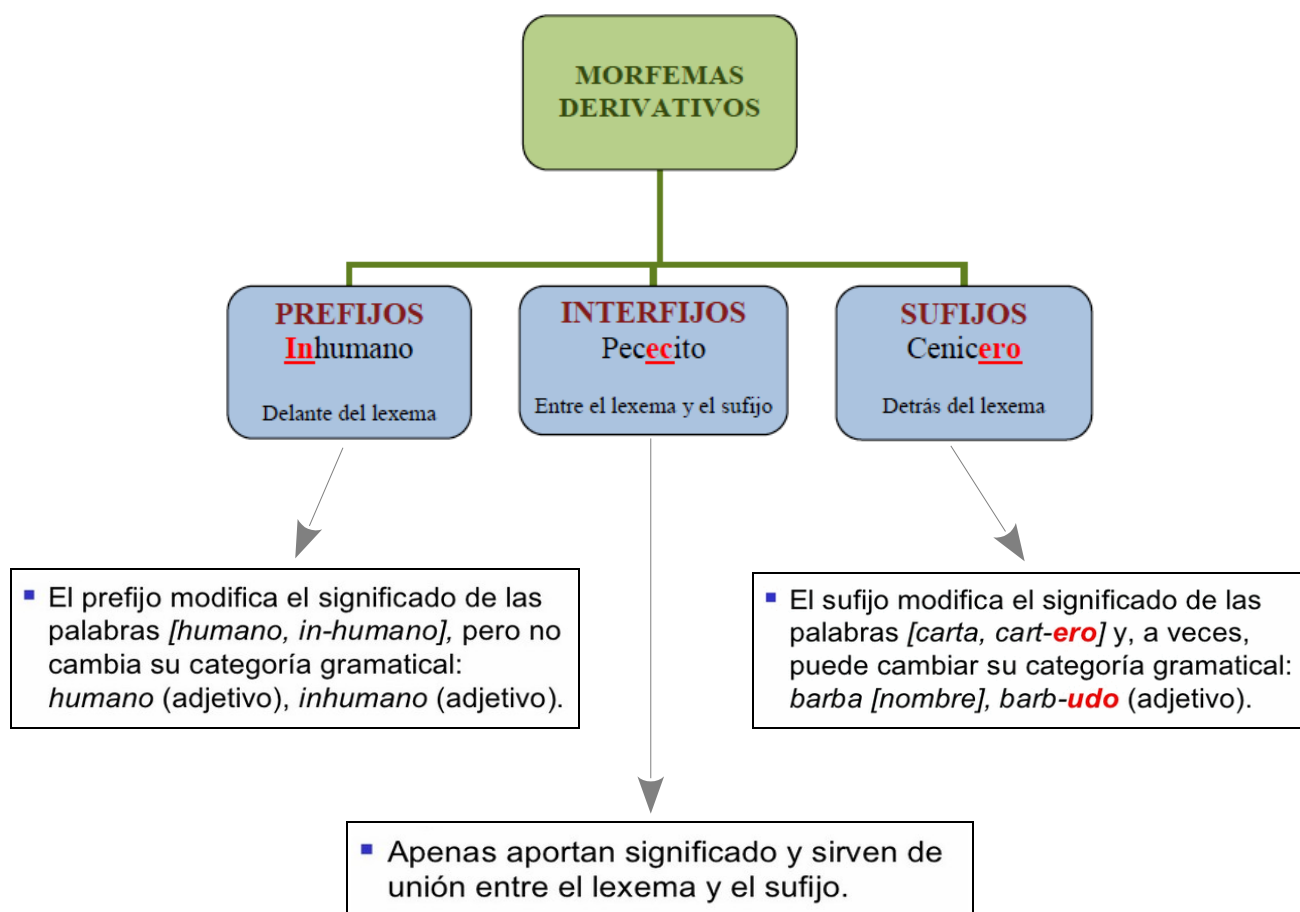 MORFEMAS
DERIVATIVOS
PREFIJOS
Inhumano
Delante del lexema
INTERFIJOS
Pececito
Entre el lexema y el sufijo
SUFIJOS
Cenicero
Detrás del lexema
▪ El prefijo modifica el significado de las
palabras [humano, in-humano], pero no
cambia su categoría gramatical:
humano (adjetivo), inhumano (adjetivo).
▪ El sufijo modifica el significado de las
palabras [carta, cart-ero] y, a veces,
puede cambiar su categoría gramatical:
barba [nombre], barb-udo (adjetivo).
▪ Apenas aportan significado y sirven de
unión entre el lexema y el sufijo.